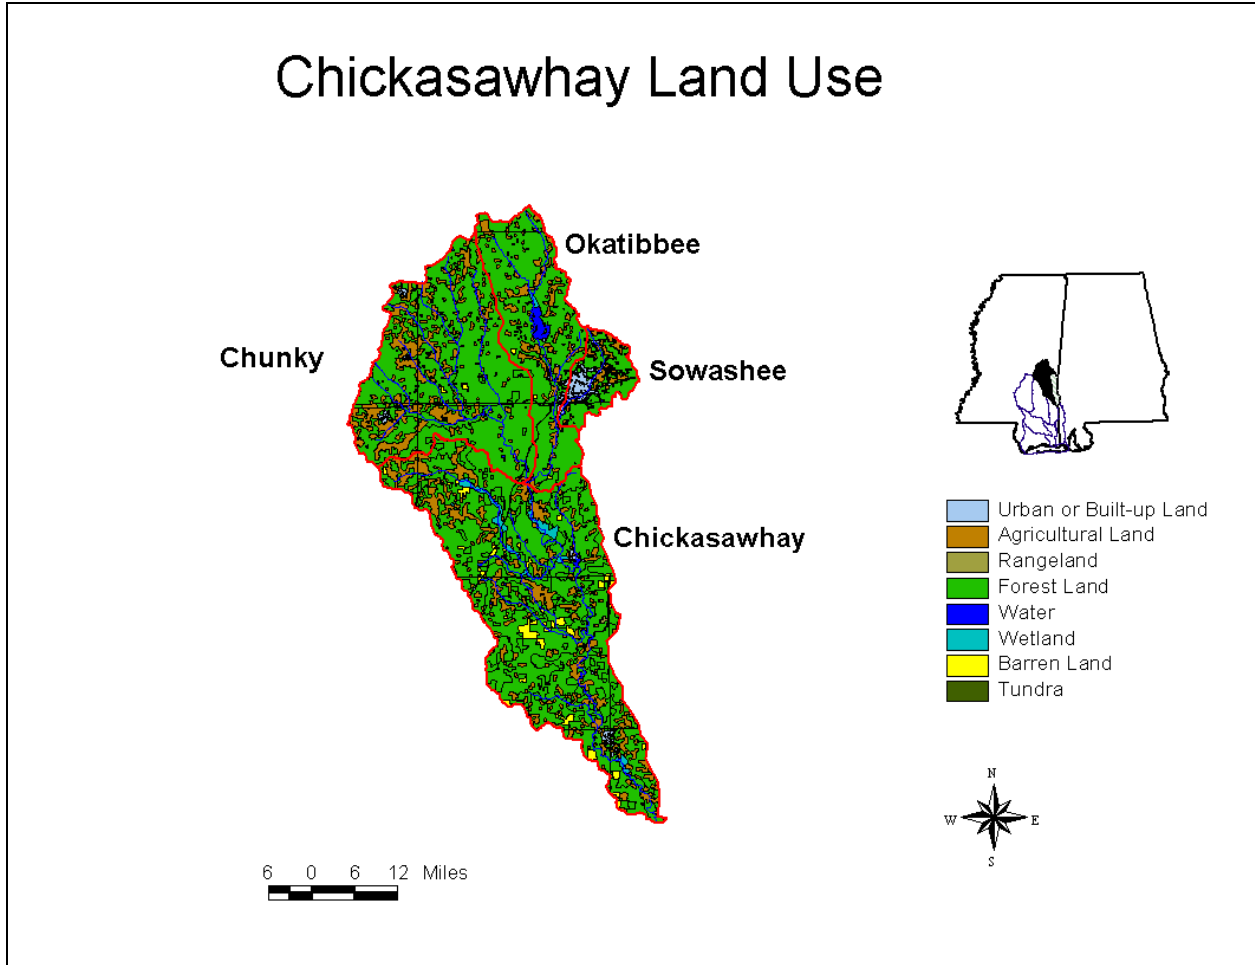 Chickasawhay Land Use
Okatibbee
Chunky
Sowashee
Chickasawhay
Urban or Built-up Land
Agricultural Land
Rangeland
Forest Land
Water
Wetland
Barren Land
Tundra
N
W E
S
6 0 6 12 Miles